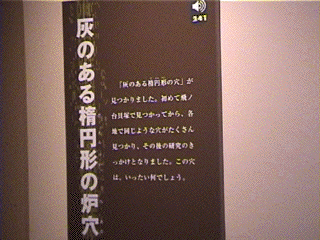 灰のある楕円形の炉穴
241
「灰のある楕円形の穴」が
見つかりました。初めて飛ノ
台貝塚で見つかってから、各
地で同じような穴がたくさん
見つかり、その後の研究のき
っかけとなりました。この穴
は、いったい何でしょう。